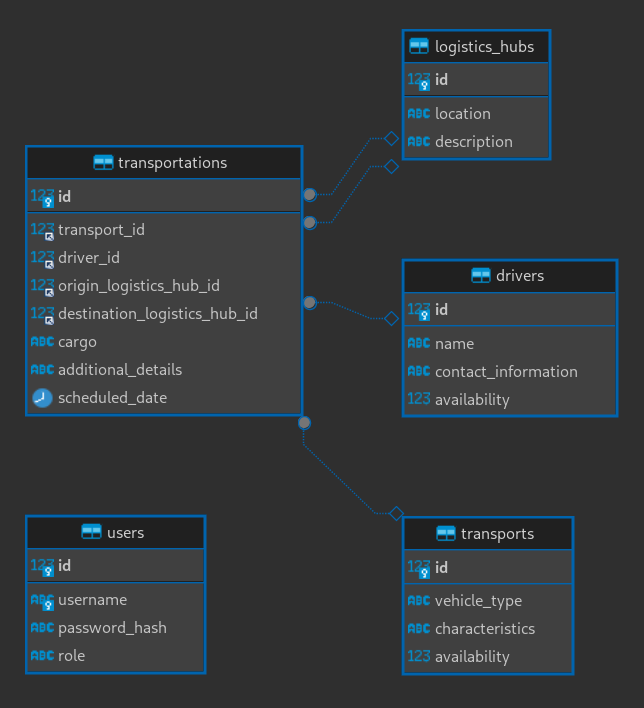 logistics_hubs
123 id
ABC location
ABC description
transportations
123 id
123 transport_id
123 driver_id
123 origin_logistics_hub_id
123 destination_logistics_hub_id
ABC cargo
ABC additional_details
scheduled_date
drivers
123 id
ABC name
ABC contact_information
123 availability
users
123 id
ABC username
ABC password_hash
ABC role
transports
123 id
ABC vehicle_type
ABC characteristics
123 availability